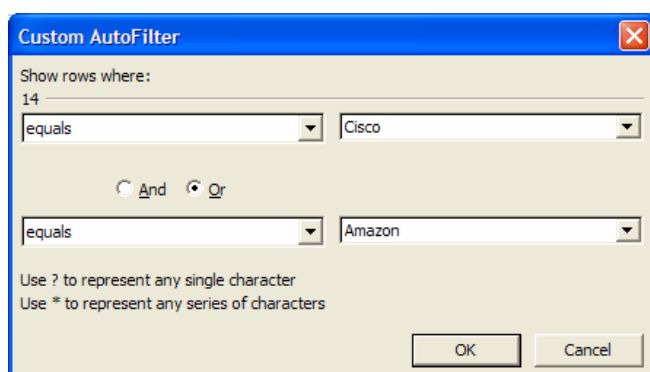 Custom AutoFilter
Show rows where:
14
equals Cisco
And Or
equals Amazon
Use ? to represent any single character
Use * to represent any series of characters
OK Cancel